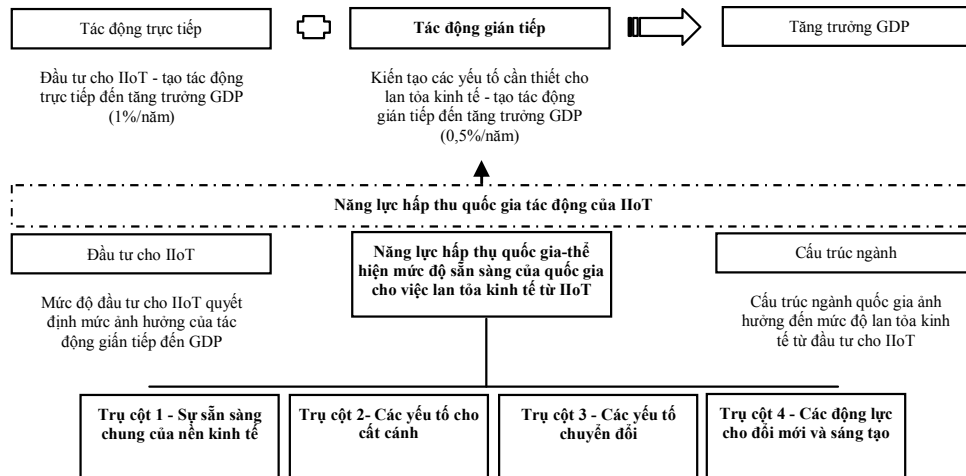 Tác động trực tiếp
Tác động gián tiếp
Tăng trưởng GDP
Đầu tư cho IIoT - tạo tác động
trực tiếp đến tăng trưởng GDP
(1%/năm)
Kiến tạo các yếu tố cần thiết cho
lan tỏa kinh tế - tạo tác động
gián tiếp đến tăng trưởng GDP
(0,5%/năm)
Năng lực hấp thu quốc gia tác động của IIoT
Đầu tư cho IIoT
Năng lực hấp thụ quốc gia-thể
hiện mức độ sẵn sàng của quốc gia
cho việc lan tỏa kinh tế từ IIoT
Cấu trúc ngành
Mức độ đầu tư cho IIoT quyết
định mức ảnh hưởng của tác
động giấn tiếp đến GDP
Cấu trúc ngành quốc gia ảnh
hưởng đến mức độ lan tỏa kinh
tế từ đầu tư cho IIoT
Trụ cột 1 - Sự sẵn sàng
chung của nền kinh tế
Trụ cột 2- Các yếu tố cho
cất cánh
Trụ cột 3 - Các yếu tố
chuyển đổi
Trụ cột 4 - Các động lực
cho đổi mới và sáng tạo